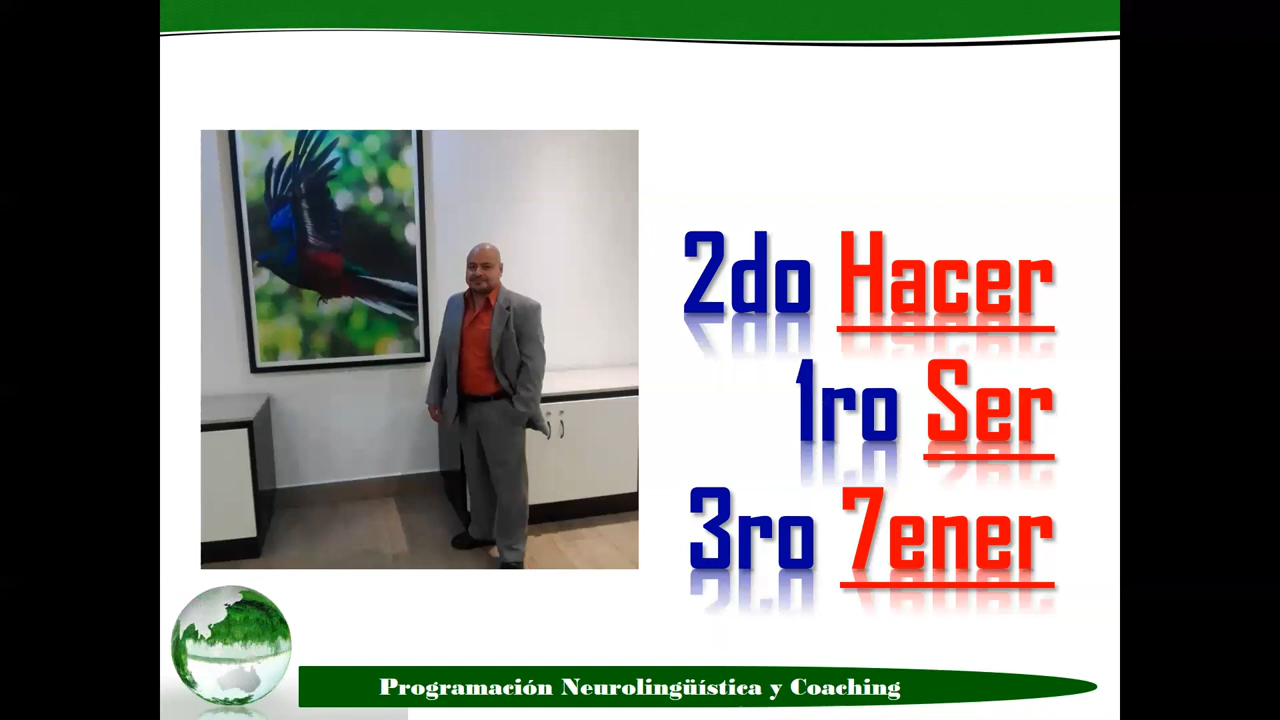 2do Hacer
1ro Ser
3ro 7ener
Programación Neurolingüística y Coaching